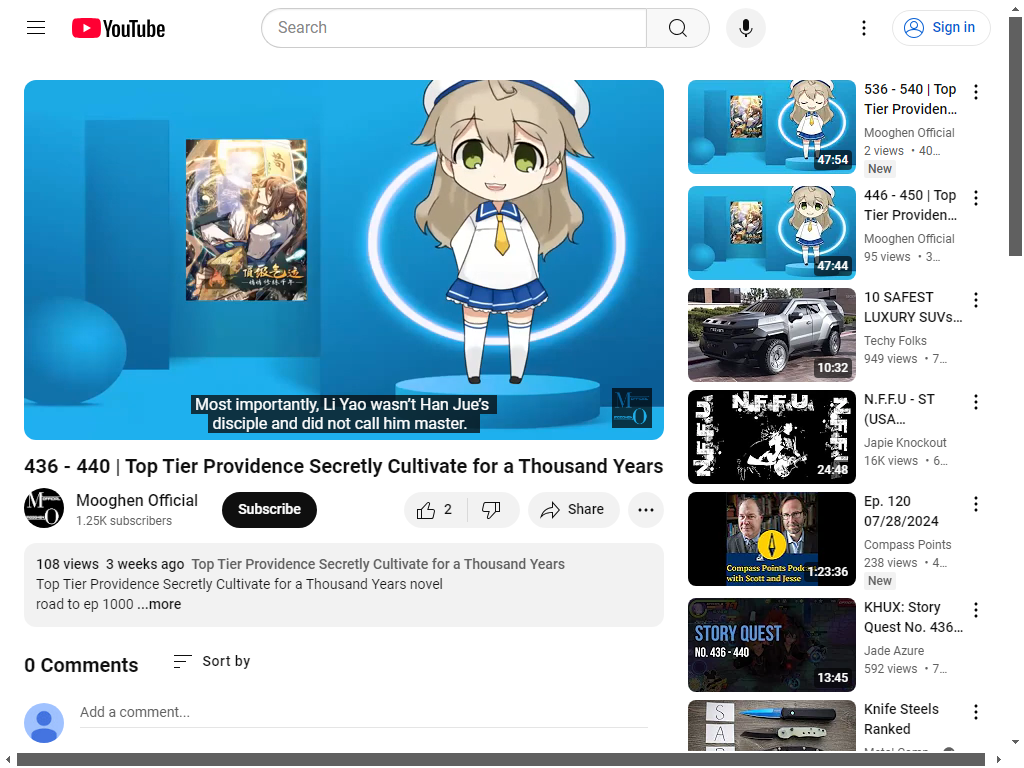 YouTube
Search
Sign in
Most importantly, Li Yao wasn't Han Jue's
disciple and did not call him master.
436 - 440 | Top Tier Providence Secretly Cultivate for a Thousand Years
Mooghen Official
1.25K subscribers
Subscribe
2
Share
108 views 3 weeks ago Top Tier Providence Secretly Cultivate for a Thousand Years
Top Tier Providence Secretly Cultivate for a Thousand Years novel
road to ep 1000 ...more
0 Comments
Sort by
Add a comment...
47:54
536 - 540 | Top
Tier Providen...
Mooghen Official
2 views • 40...
New
47:44
446 - 450 | Top
Tier Providen...
Mooghen Official
95 views • 3...
10:32
10 SAFEST
LUXURY SUVs...
Techy Folks
949 views • 7...
N.F.F.U.
NFFU
NFFU
24:48
N.F.F.U - ST
(USA...
Japie Knockout
16K views • 6...
Compass Points Podc
with Scott and Jesse
1:23:36
Ep. 120
07/28/2024
Compass Points
238 views • 4...
New
STORY QUEST
NO. 436 - 440
13:45
KHUX: Story
Quest No. 436...
Jade Azure
592 views • 7...
S
A
Knife Steels
Ranked